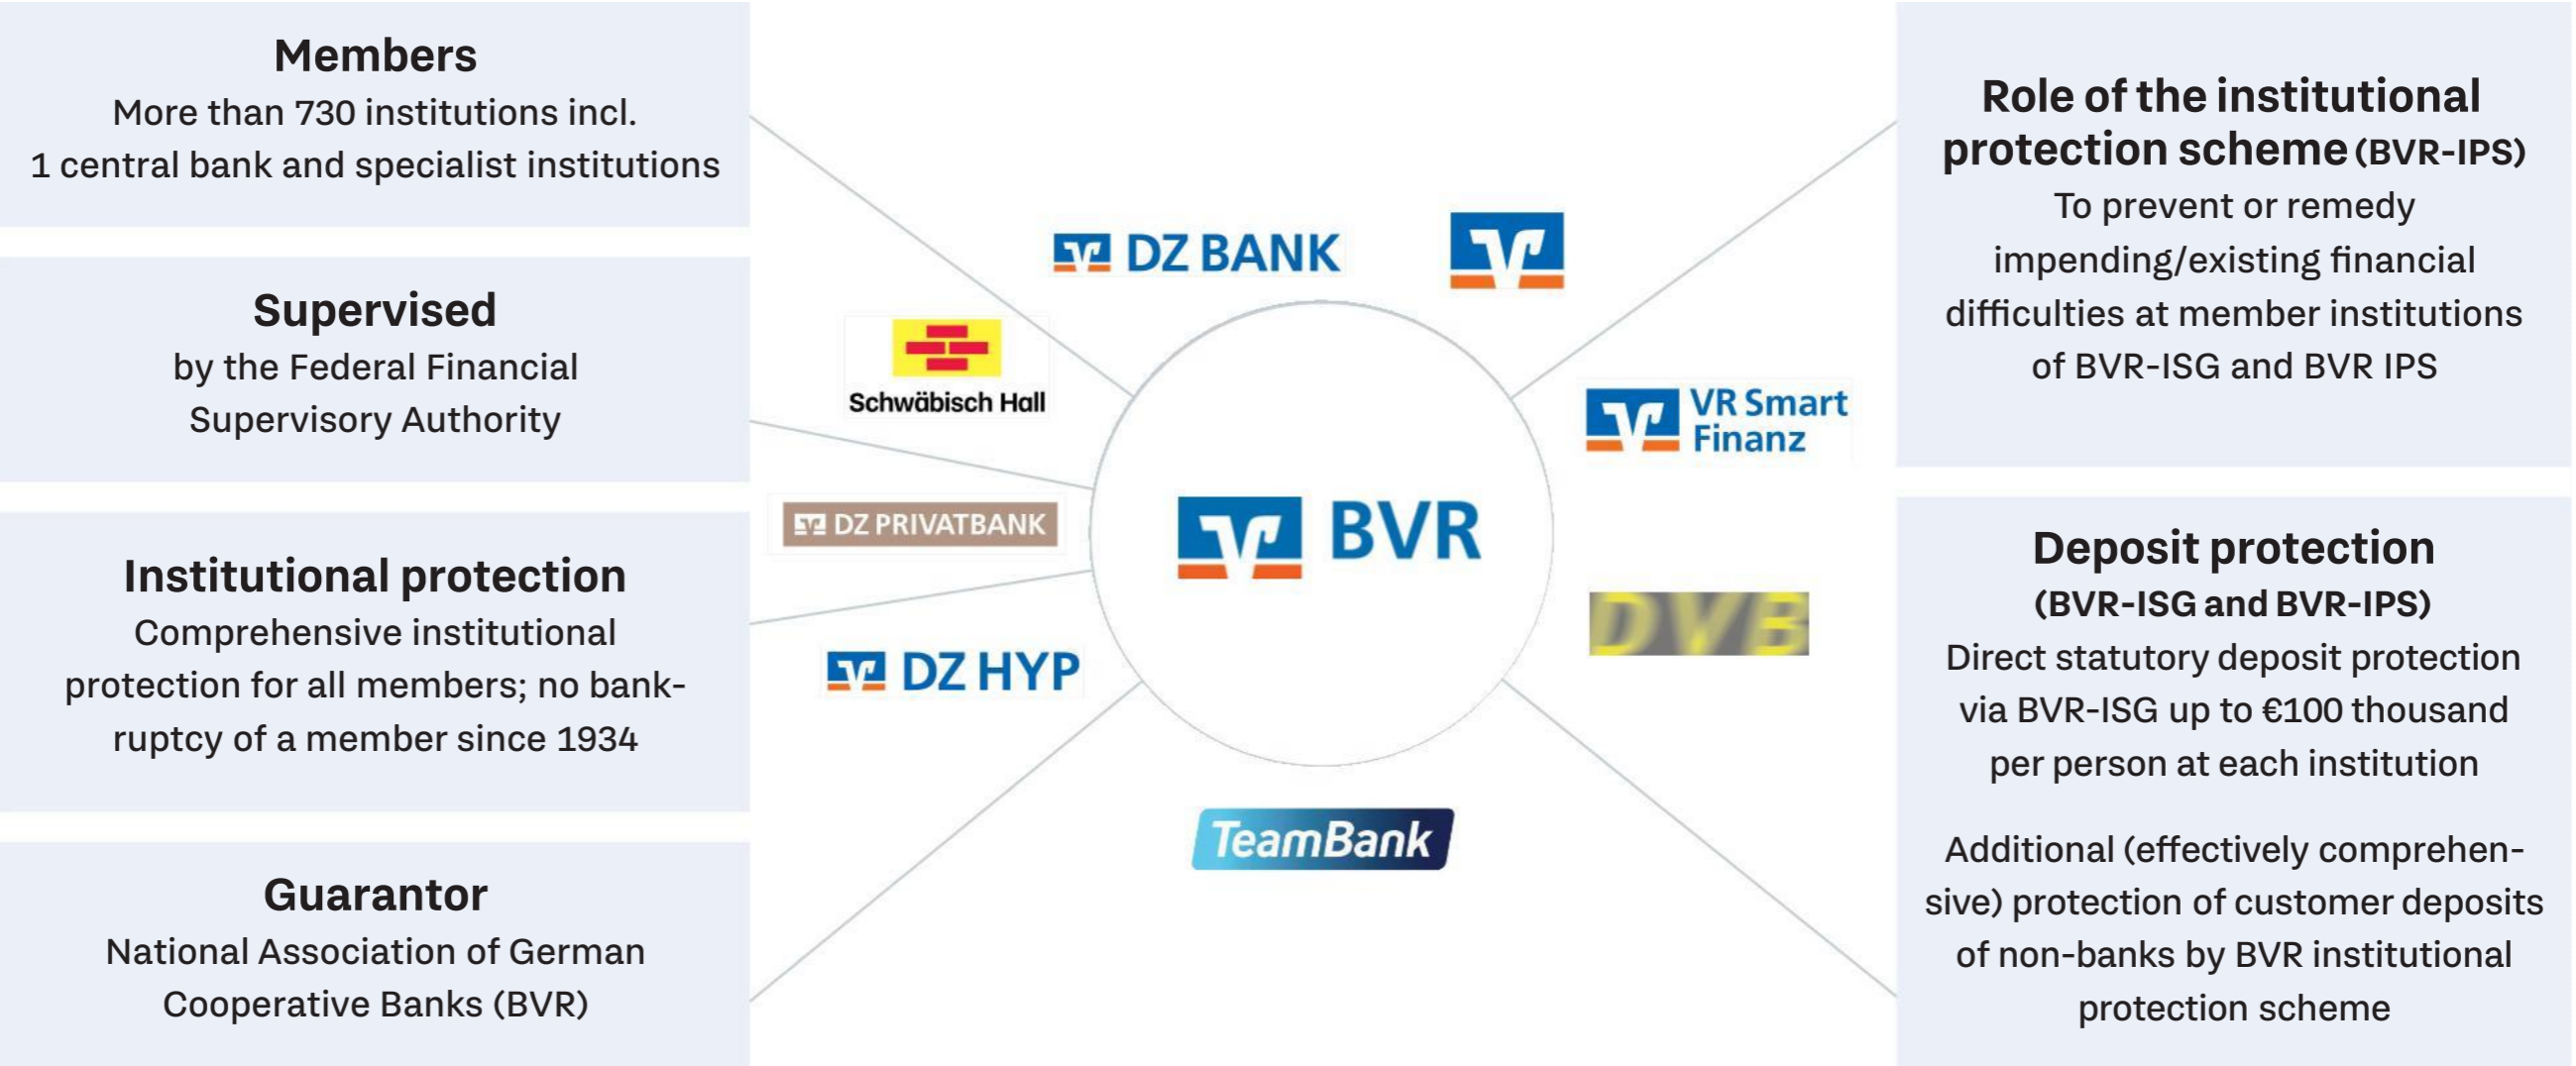 Members
More than 730 institutions incl.
1 central bank and specialist institutions
Supervised
by the Federal Financial
Supervisory Authority
Institutional protection
Comprehensive institutional
protection for all members; no bank-
ruptcy of a member since 1934
Guarantor
National Association of German
Cooperative Banks (BVR)
DZ BANK
Schwäbisch Hall
DZ PRIVATBANK
DZ HYP
BVR
VR Smart
Finanz
DVB
TeamBank
Role of the institutional
protection scheme (BVR-IPS)
To prevent or remedy
impending/existing financial
difficulties at member institutions
of BVR-ISG and BVR IPS
Deposit protection
(BVR-ISG and BVR-IPS)
Direct statutory deposit protection
via BVR-ISG up to €100 thousand
per person at each institution
Additional (effectively comprehen-
sive) protection of customer deposits
of non-banks by BVR institutional
protection scheme